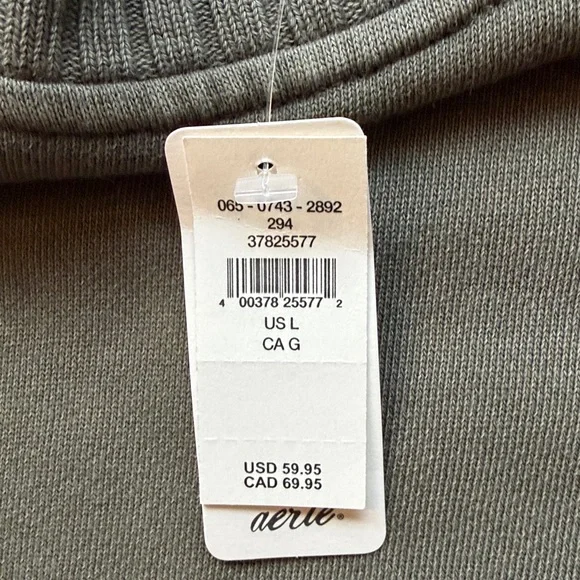 065 - 0743 - 2892
294
37825577
4 00378 25577 2
US L
CA G
USD 59.95
CAD 69.95
aerie®